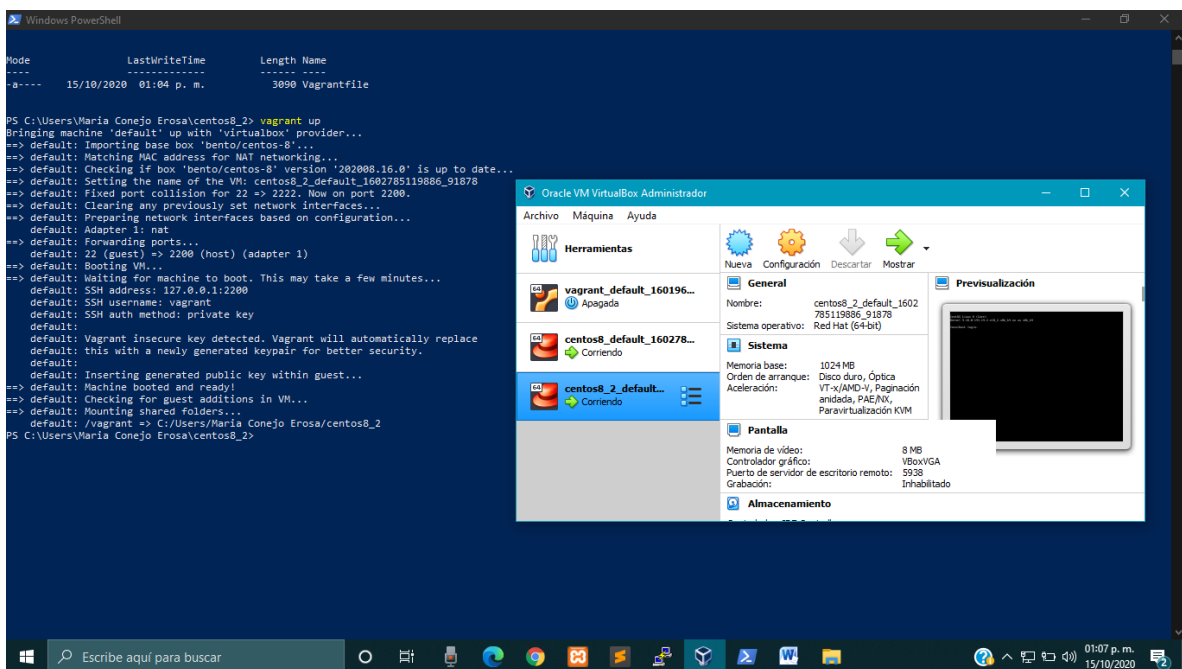 Windows PowerShell
Mode LastWriteTime Length Name
---- ------------- ------ ----
-a---- 15/10/2020 01:04 p. m. 3090 Vagrantfile
PS C:\Users\Maria Conejo Erosa\centos8_2> vagrant up
Bringing machine 'default' up with 'virtualbox' provider...
==> default: Importing base box 'bento/centos-8'...
==> default: Matching MAC address for NAT networking...
==> default: Checking if box 'bento/centos-8' version '202008.16.0' is up to date...
==> default: Setting the name of the VM: centos8_2_default_1602785119886_91878
==> default: Fixed port collision for 22 => 2222. Now on port 2200.
==> default: Clearing any previously set network interfaces...
==> default: Preparing network interfaces based on configuration...
default: Adapter 1: nat
==> default: Forwarding ports...
default: 22 (guest) => 2200 (host) (adapter 1)
==> default: Booting VM...
==> default: Waiting for machine to boot. This may take a few minutes...
default: SSH address: 127.0.0.1:2200
default: SSH username: vagrant
default: SSH auth method: private key
default:
default: Vagrant insecure key detected. Vagrant will automatically replace
default: this with a newly generated keypair for better security.
default:
default: Inserting generated public key within guest...
==> default: Machine booted and ready!
==> default: Checking for guest additions in VM...
==> default: Mounting shared folders...
default: /vagrant => C:/Users/Maria Conejo Erosa/centos8_2
PS C:\Users\Maria Conejo Erosa\centos8_2>
Oracle VM VirtualBox Administrador
Archivo Máquina Ayuda
Herramientas
64 vagrant_default_160196...
Apagada
64 centos8_default_160278...
Corriendo
64 centos8_2_default...
Corriendo
Nueva Configuración Descartar Mostrar
General
Nombre: centos8_2_default_1602
785119886_91878
Sistema operativo: Red Hat (64-bit)
Sistema
Memoria base: 1024 MB
Orden de arranque: Disco duro, Óptica
Aceleración: VT-x/AMD-V, Paginación
anidada, PAE/NX,
Paravirtualización KVM
Pantalla
Memoria de vídeo: 8 MB
Controlador gráfico: VBoxVGA
Puerto de servidor de escritorio remoto: 5938
Grabación: Inhabilitado
Almacenamiento
Previsualización
Escribe aquí para buscar
01:07 p. m.
15/10/2020
2